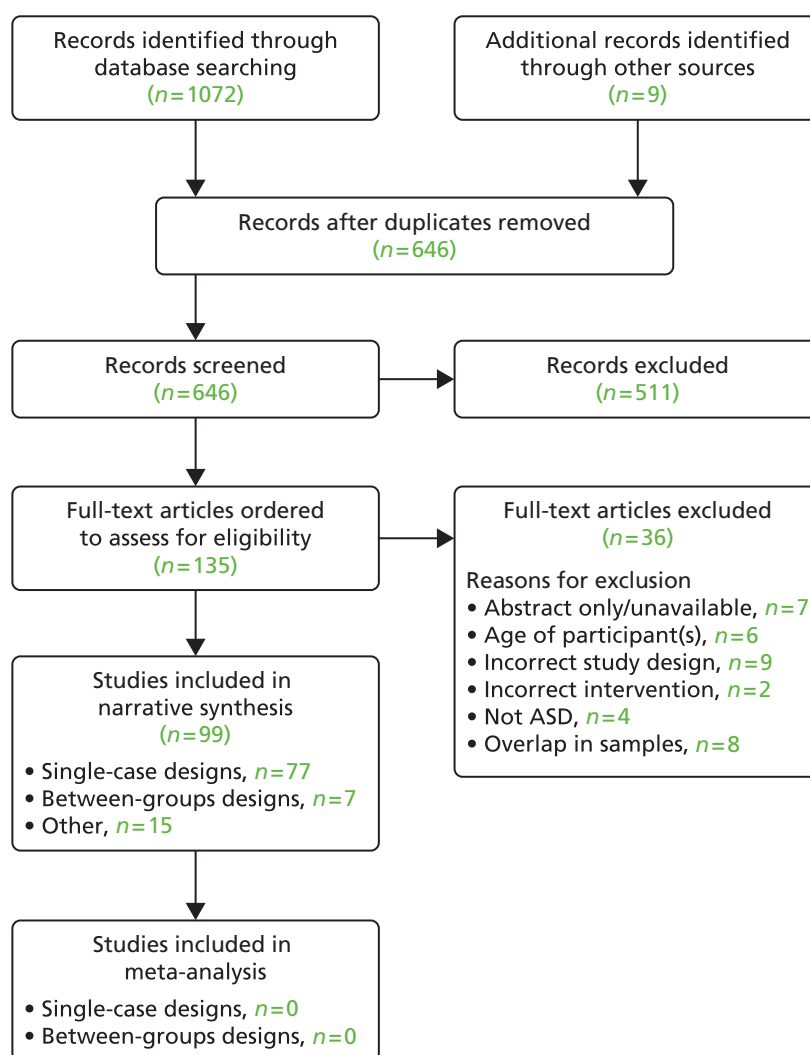 Records identified through
database searching
(n=1072)
Additional records identified
through other sources
(n=9)
Records after duplicates removed
(n=646)
Records screened
(n=646)
Records excluded
(n=511)
Full-text articles ordered
to assess for eligibility
(n=135)
Full-text articles excluded
(n=36)
Reasons for exclusion
• Abstract only/unavailable, n=7
• Age of participant(s), n=6
• Incorrect study design, n=9
• Incorrect intervention, n=2
• Not ASD, n=4
• Overlap in samples, n=8
Studies included in
narrative synthesis
(n=99)
• Single-case designs, n=77
• Between-groups designs, n=7
• Other, n=15
Studies included in
meta-analysis
• Single-case designs, n=0
• Between-groups designs, n=0